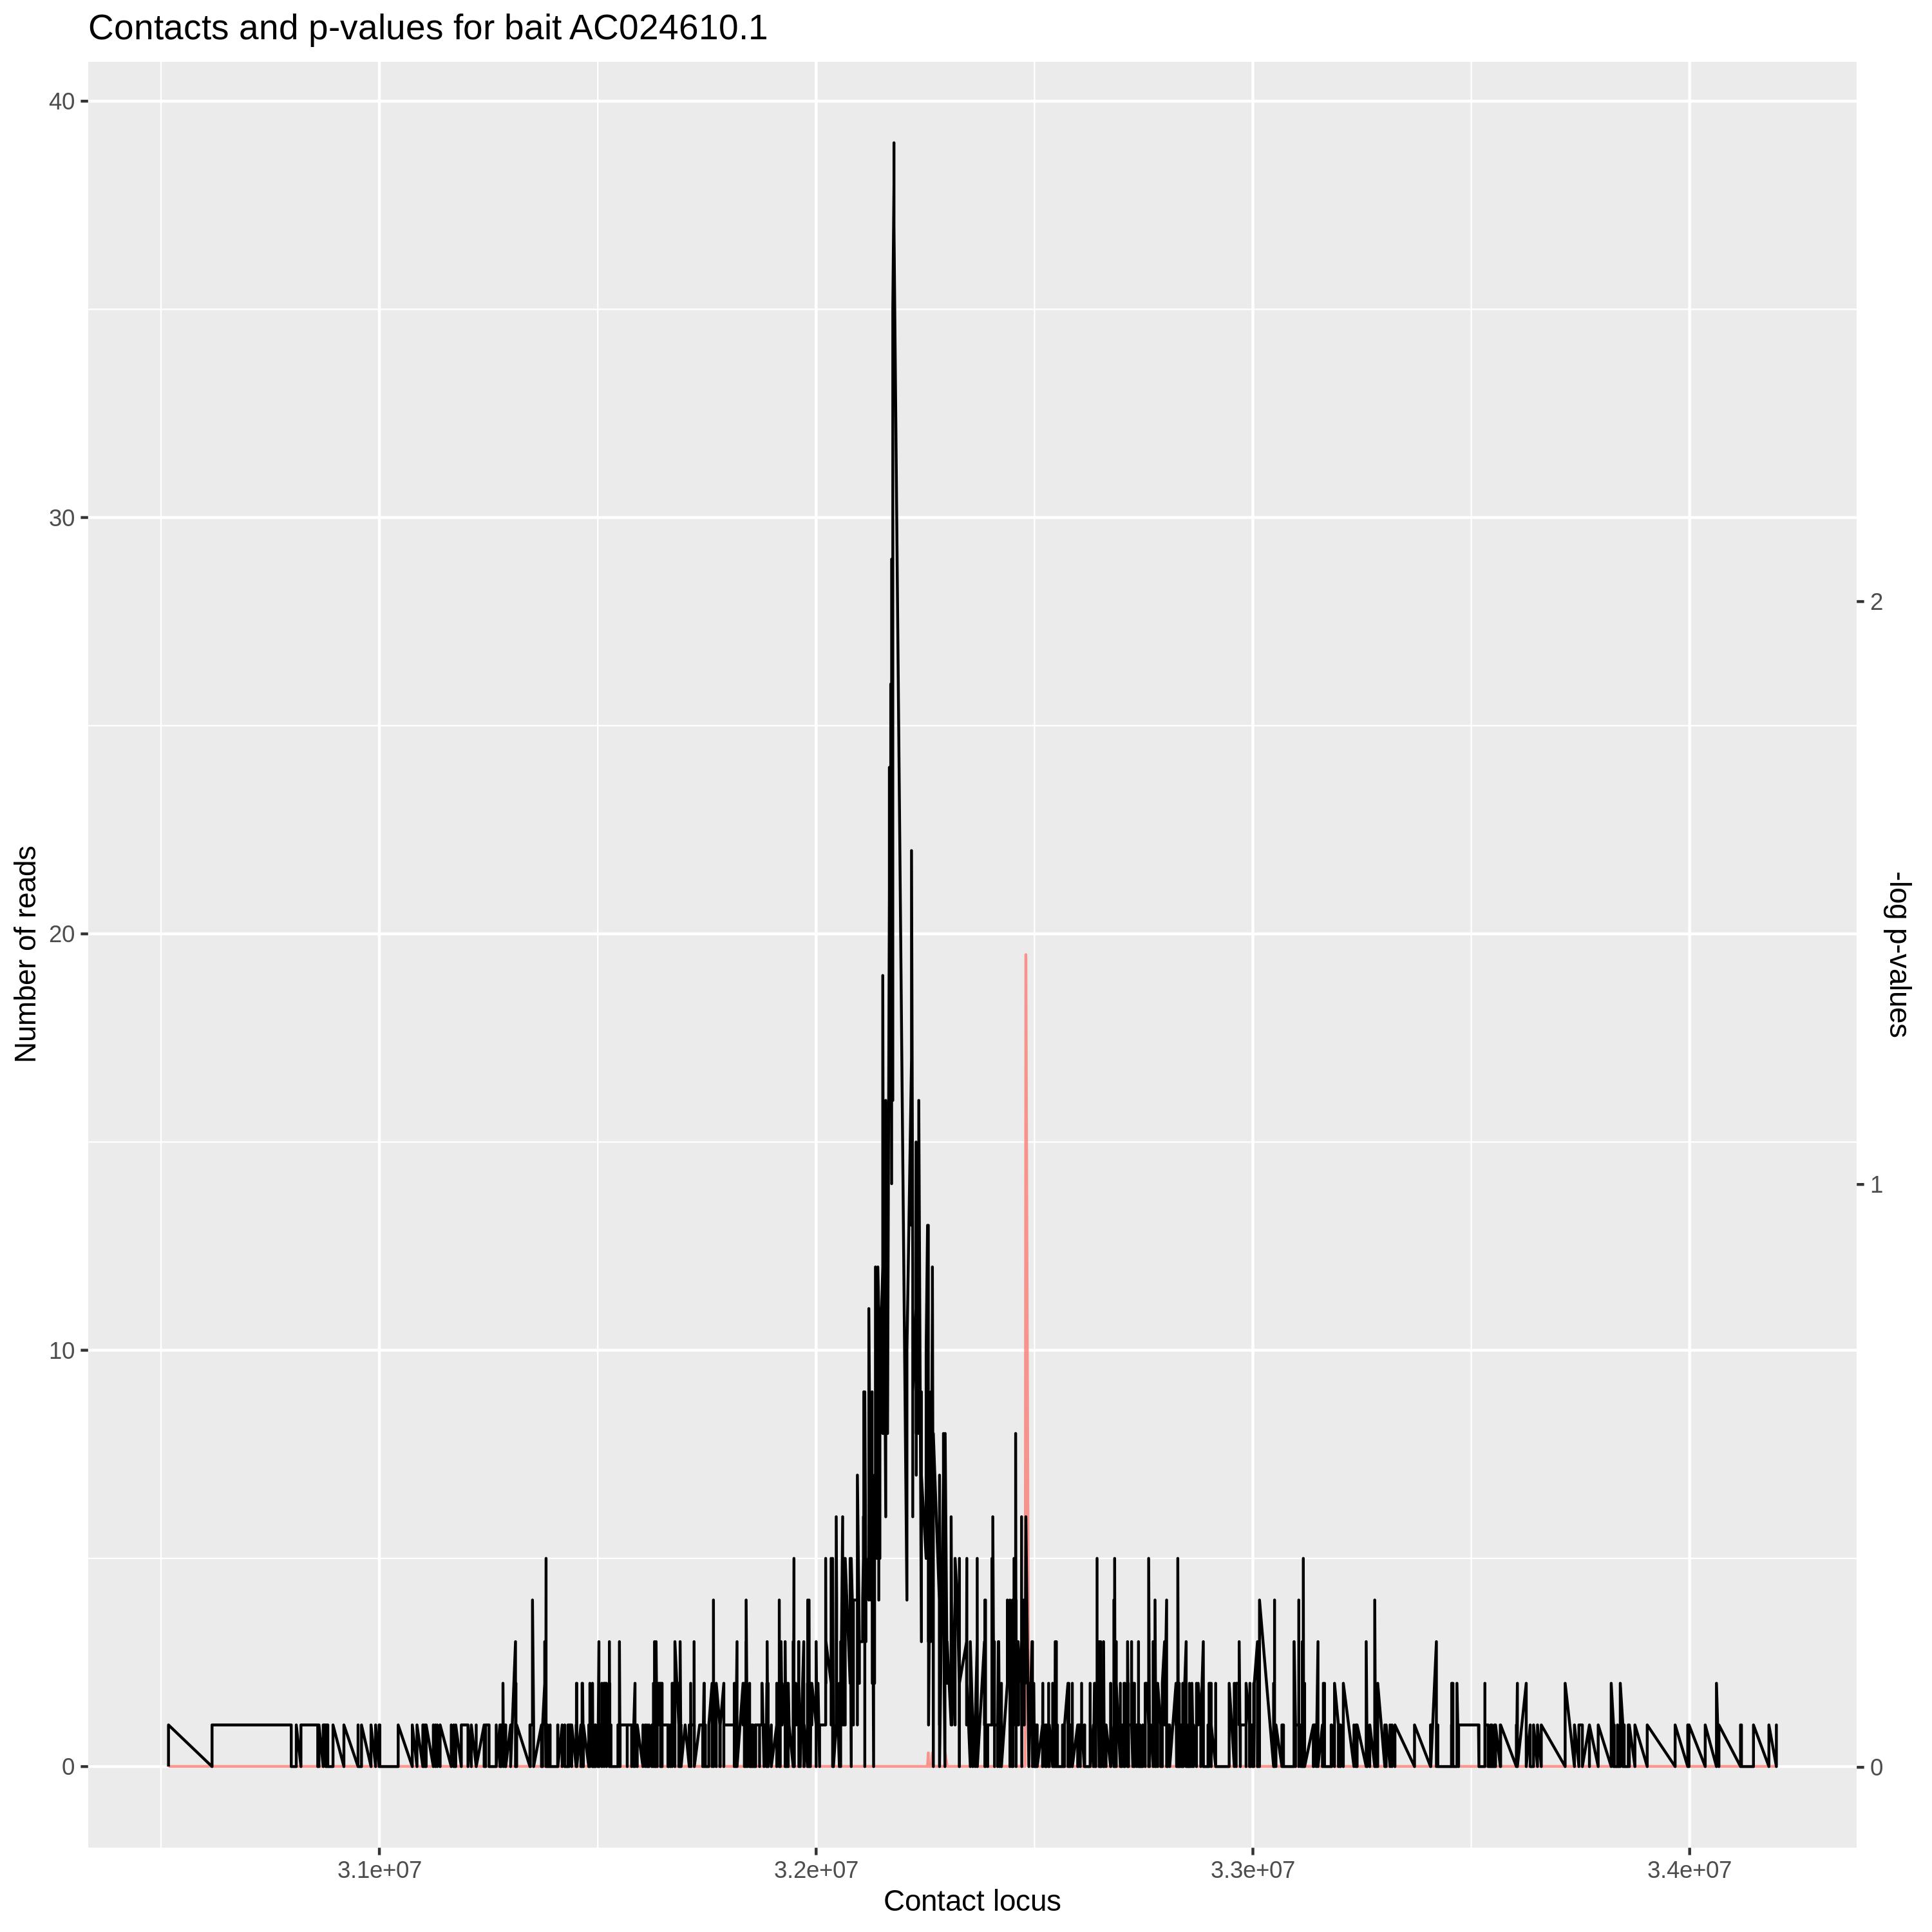 Contacts and p-values for bait AC024610.1
40
30
20
10
0
Number of reads
2
1
0
-log p-values
3.1e+07
3.2e+07
3.3e+07
3.4e+07
Contact locus